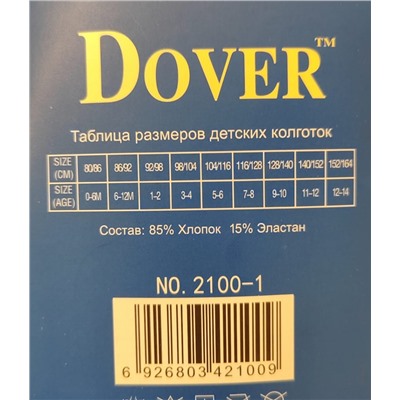 DOVER™
Таблица размеров детских колготок
SIZE (CM) 80/86 86/92 92/98 98/104 104/116 116/128 128/140 140/152 152/164
SIZE (AGE) 0-6M 6-12M 1-2 3-4 5-6 7-8 9-10 11-12 12-14
Состав: 85% Хлопок 15% Эластан
NO. 2100-1
6 926803 421009